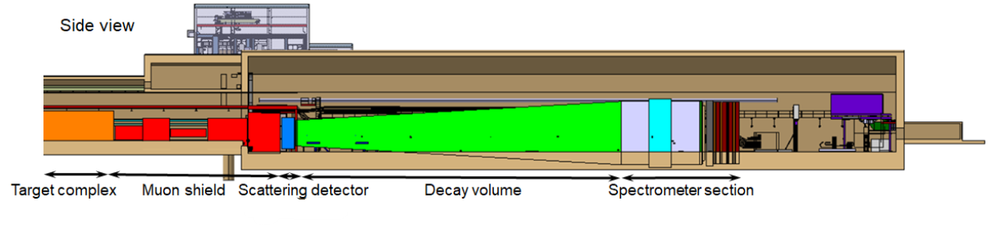 Side view
Target complex
Muon shield
Scattering detector
Decay volume
Spectrometer section